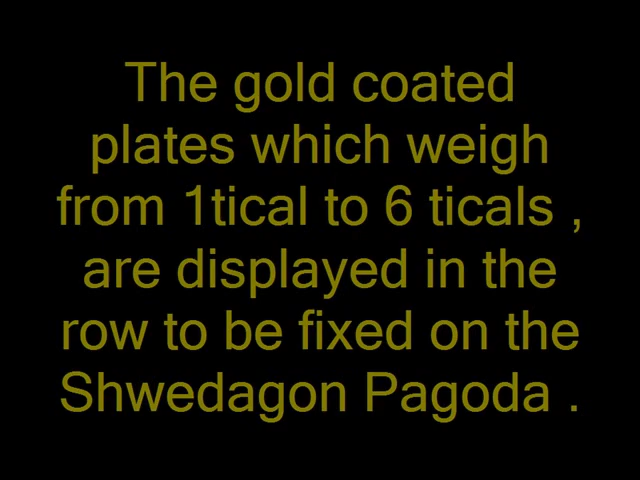 The gold coated
plates which weigh
from 1tical to 6 ticals ,
are displayed in the
row to be fixed on the
Shwedagon Pagoda .